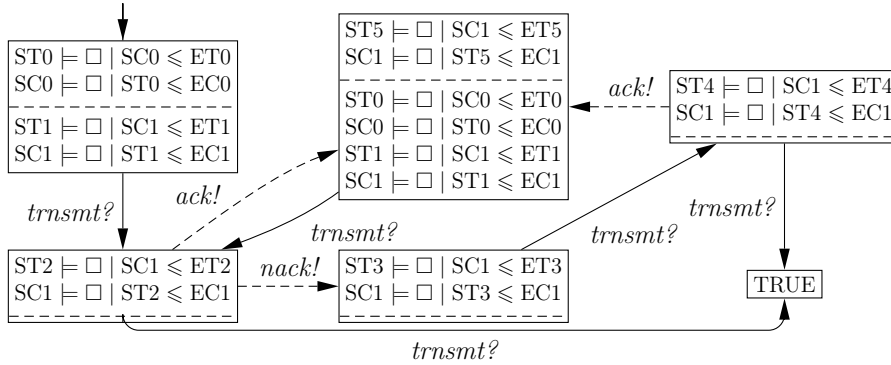 ST0 ⊨ □ | SC0 ⩽ ET0
SC0 ⊨ □ | ST0 ⩽ EC0
ST1 ⊨ □ | SC1 ⩽ ET1
SC1 ⊨ □ | ST1 ⩽ EC1
ST5 ⊨ □ | SC1 ⩽ ET5
SC1 ⊨ □ | ST5 ⩽ EC1
ST0 ⊨ □ | SC0 ⩽ ET0
SC0 ⊨ □ | ST0 ⩽ EC0
ST1 ⊨ □ | SC1 ⩽ ET1
SC1 ⊨ □ | ST1 ⩽ EC1
ack!
ST4 ⊨ □ | SC1 ⩽ ET4
SC1 ⊨ □ | ST4 ⩽ EC1
trnsmt?
ack!
trnsmt?
trnsmt?
trnsmt?
ST2 ⊨ □ | SC1 ⩽ ET2
SC1 ⊨ □ | ST2 ⩽ EC1
nack!
ST3 ⊨ □ | SC1 ⩽ ET3
SC1 ⊨ □ | ST3 ⩽ EC1
TRUE
trnsmt?